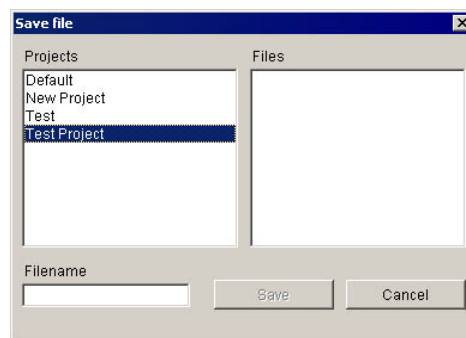 Save file
Projects
Files
Default
New Project
Test
Test Project
Filename
Save
Cancel